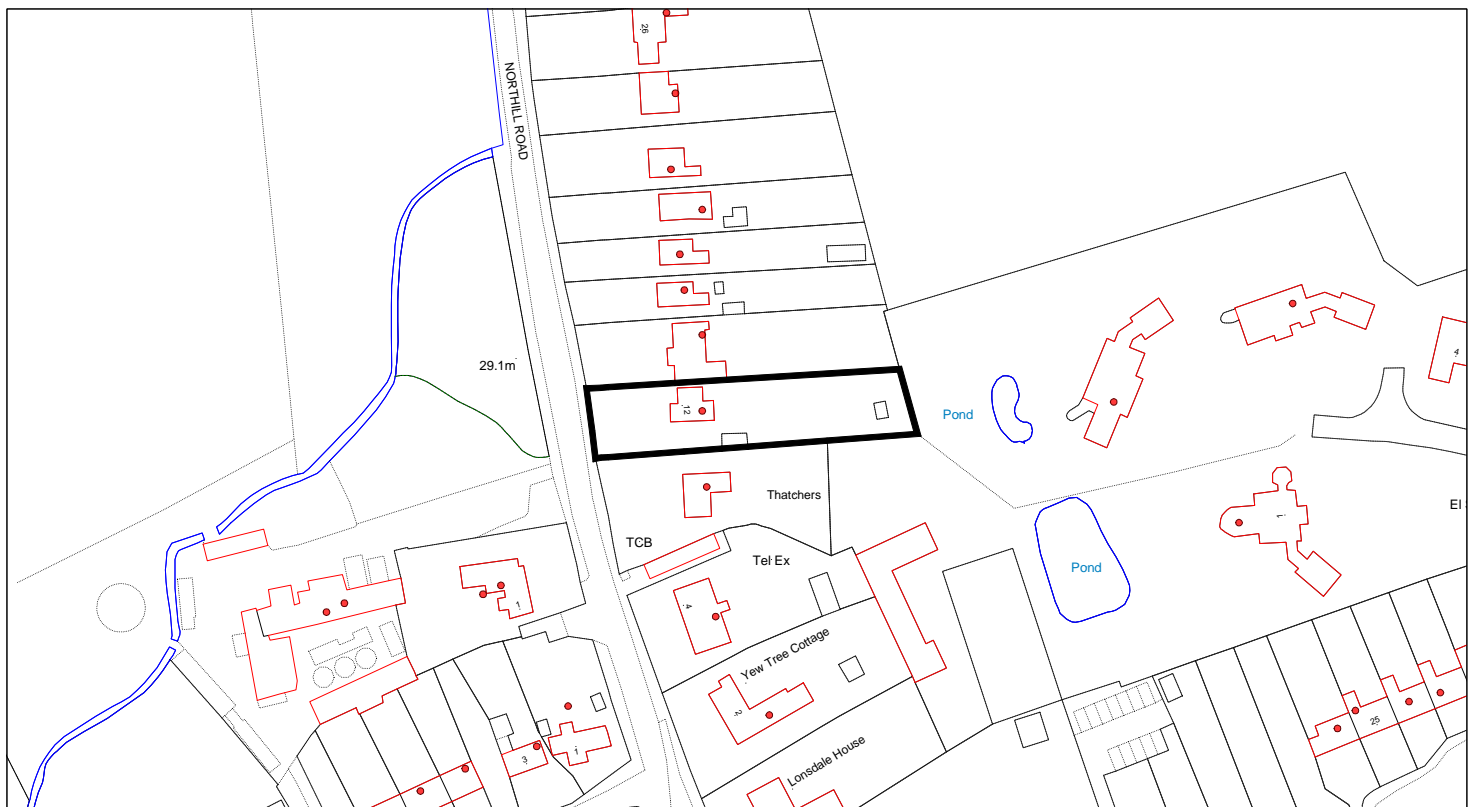 26
NORTHILL ROAD
29.1m
4
12
Pond
Thatchers
1
El
TCB
Tel Ex
Pond
1
4
Yew Tree Cottage
2
25
3
1
Lonsdale House